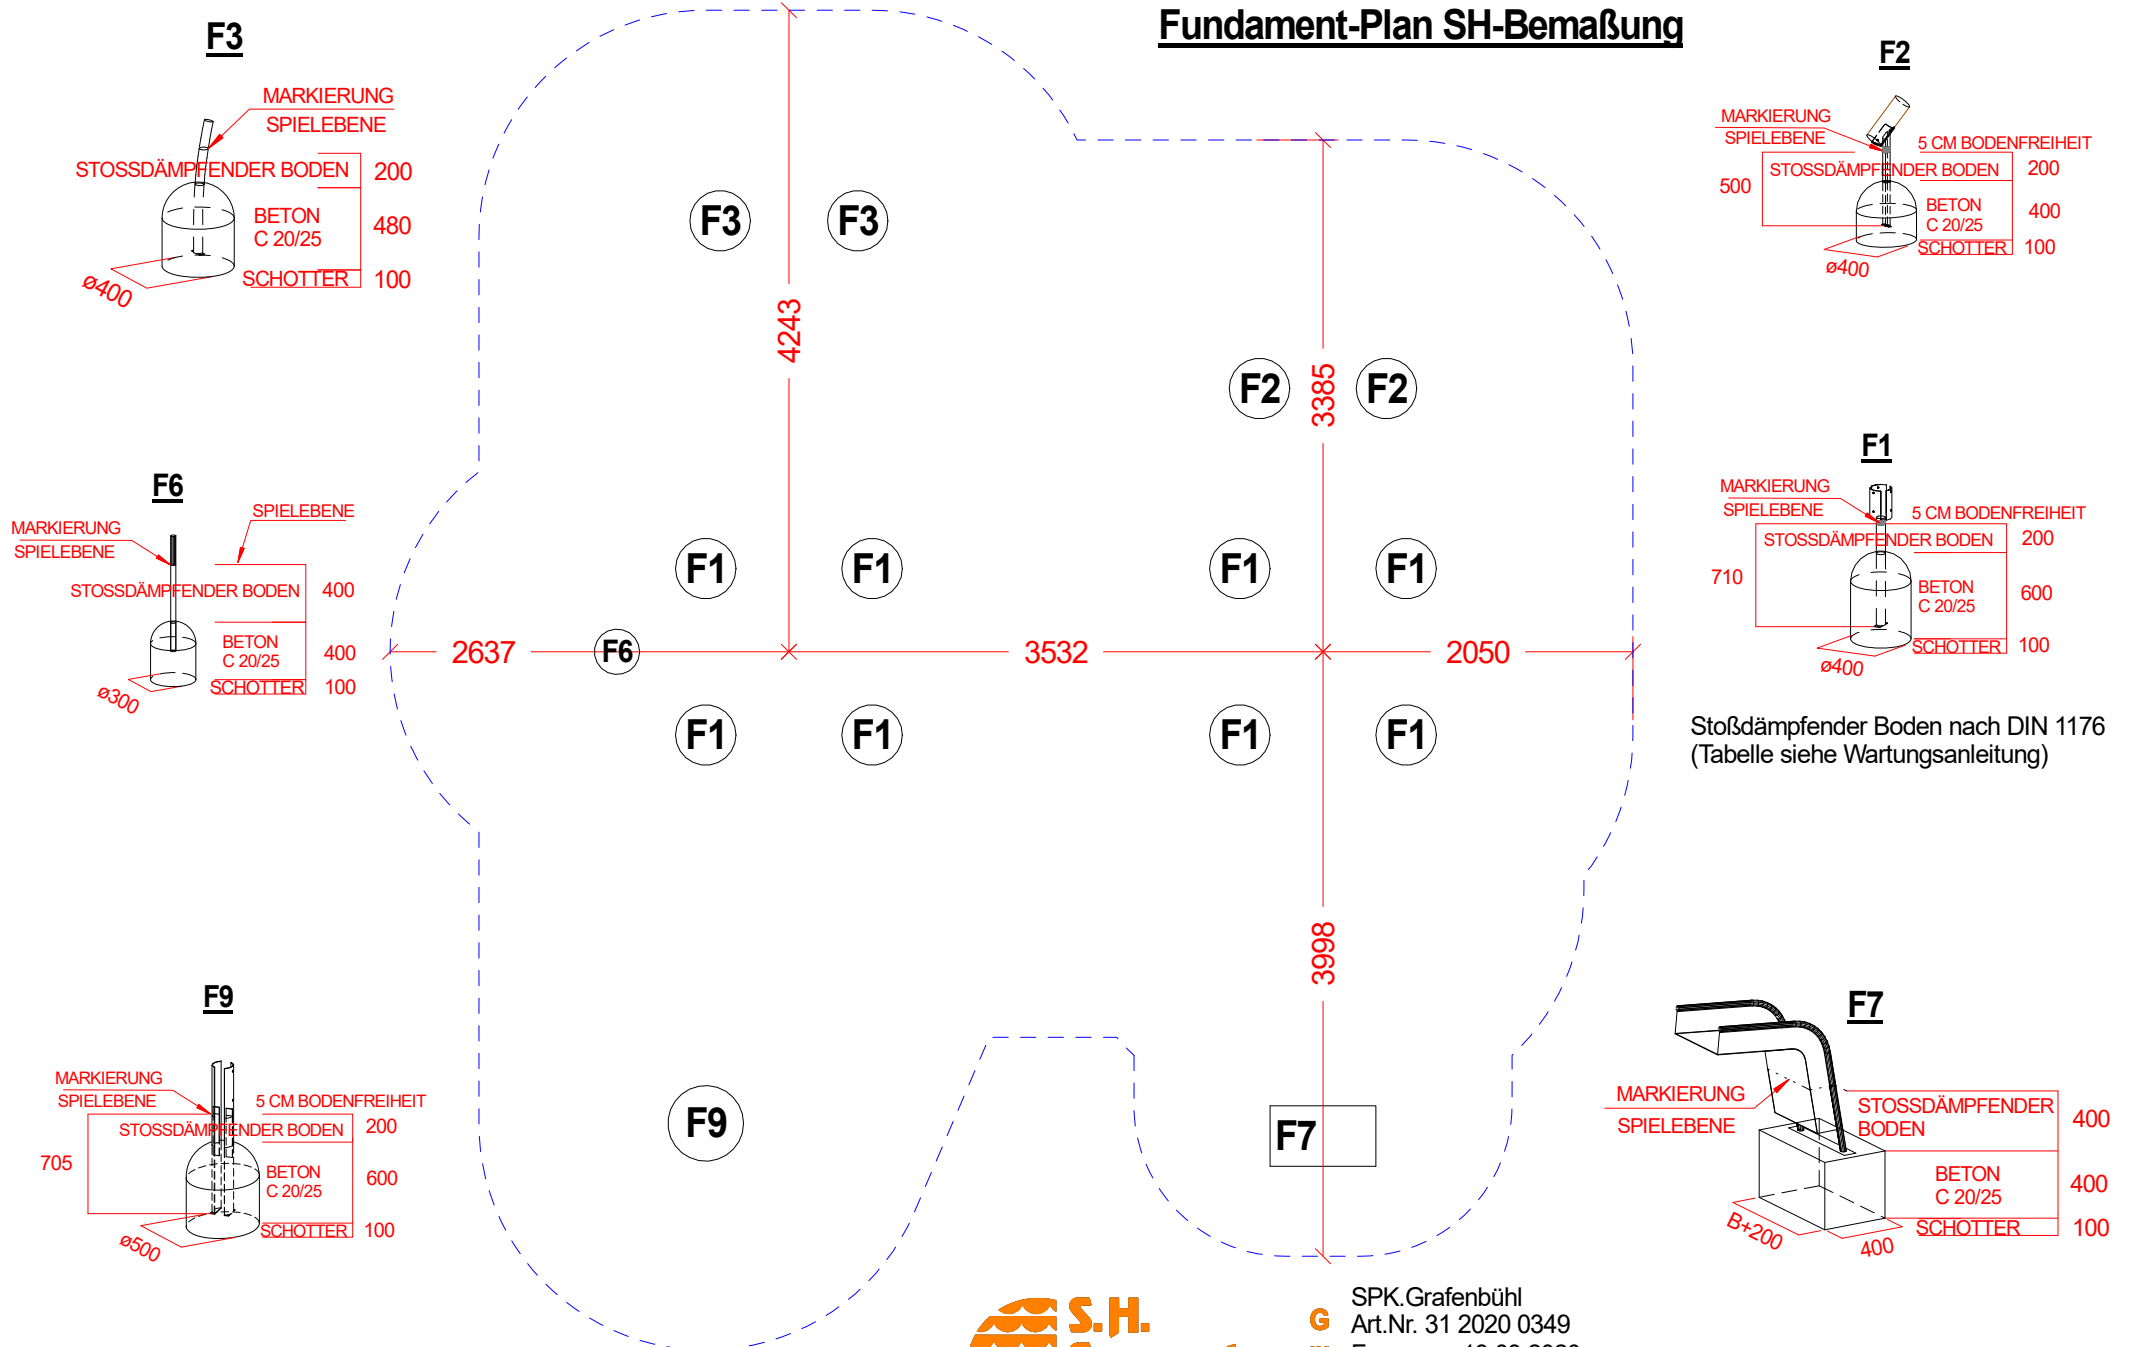 Fundament-Plan SH-Bemaßung
F3
MARKIERUNG
SPIELEBENE
STOSSDÄMPFENDER BODEN 200
BETON
C 20/25
480
SCHOTTER 100
ø400
F2
MARKIERUNG
SPIELEBENE
5 CM BODENFREIHEIT
STOSSDÄMPFENDER BODEN 200
500
BETON
C 20/25
400
SCHOTTER 100
ø400
F3 F3
4243
F2 F2
3385
F6
SPIELEBENE
MARKIERUNG
SPIELEBENE
STOSSDÄMPFENDER BODEN 400
BETON
C 20/25
400
SCHOTTER 100
ø300
F1
MARKIERUNG
SPIELEBENE
5 CM BODENFREIHEIT
STOSSDÄMPFENDER BODEN 200
710
BETON
C 20/25
600
SCHOTTER 100
ø400
F1 F1 F1 F1
2637 F6 3532 2050
F1 F1 F1 F1
Stoßdämpfender Boden nach DIN 1176
(Tabelle siehe Wartungsanleitung)
3998
F9
MARKIERUNG
SPIELEBENE
5 CM BODENFREIHEIT
STOSSDÄMPFENDER BODEN 200
705
BETON
C 20/25
600
SCHOTTER 100
ø500
F9
F7
F7
MARKIERUNG
SPIELEBENE
STOSSDÄMPFENDER
BODEN
400
BETON
C 20/25
400
SCHOTTER 100
B+200
400
S.H.
G
SPK.Grafenbühl
Art.Nr. 31 2020 0349